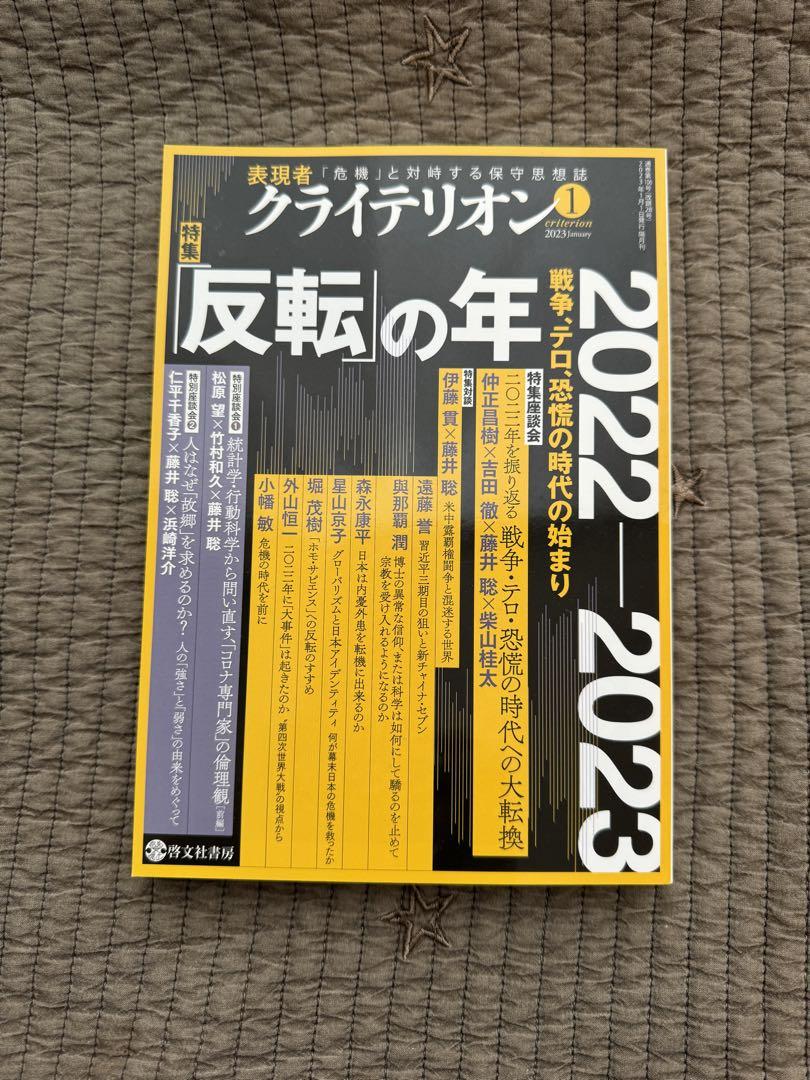 表現者「危機」と対峙する保守思想誌
クライテリオン
1
criterion
2023 January
2023年1月1日発行 隔月刊
特集
「反転」の年
2022―2023
戦争、テロ、恐慌の時代の始まり
特集座談会
二〇二二年を振り返る 戦争・テロ・恐慌の時代への大転換
仲正昌樹×吉田 徹×藤井 聡×柴山桂太
特集対談
伊藤 貫×藤井 聡 米中露覇権闘争と混迷する世界
遠藤 誉 習近平三期目の狙いと新チャイナ・セブン
與那覇 潤 博士の異常な信仰、または科学は如何にして驕るのを止めて宗教を受け入れるようになるのか
森永康平 日本は内憂外患を転機に出来るのか
星山京子 グローバリズムと日本アイデンティティ 何が幕末日本の危機を救ったか
堀 茂樹 「ホモ・サピエンス」への反転のすすめ
外山恒一 二〇二二年に「大事件」は起きたのか “第四次世界大戦”の視点から
小幡 敏 危機の時代を前に
特別座談会❶ 統計学・行動科学から問い直す、「コロナ専門家」の倫理観［前編］
松原 望×竹村和久×藤井 聡
特別座談会❷ 人はなぜ「故郷」を求めるのか？ 人の「強さ」と「弱さ」の由来をめぐって
仁平千香子×藤井 聡×浜崎洋介
啓文社書房